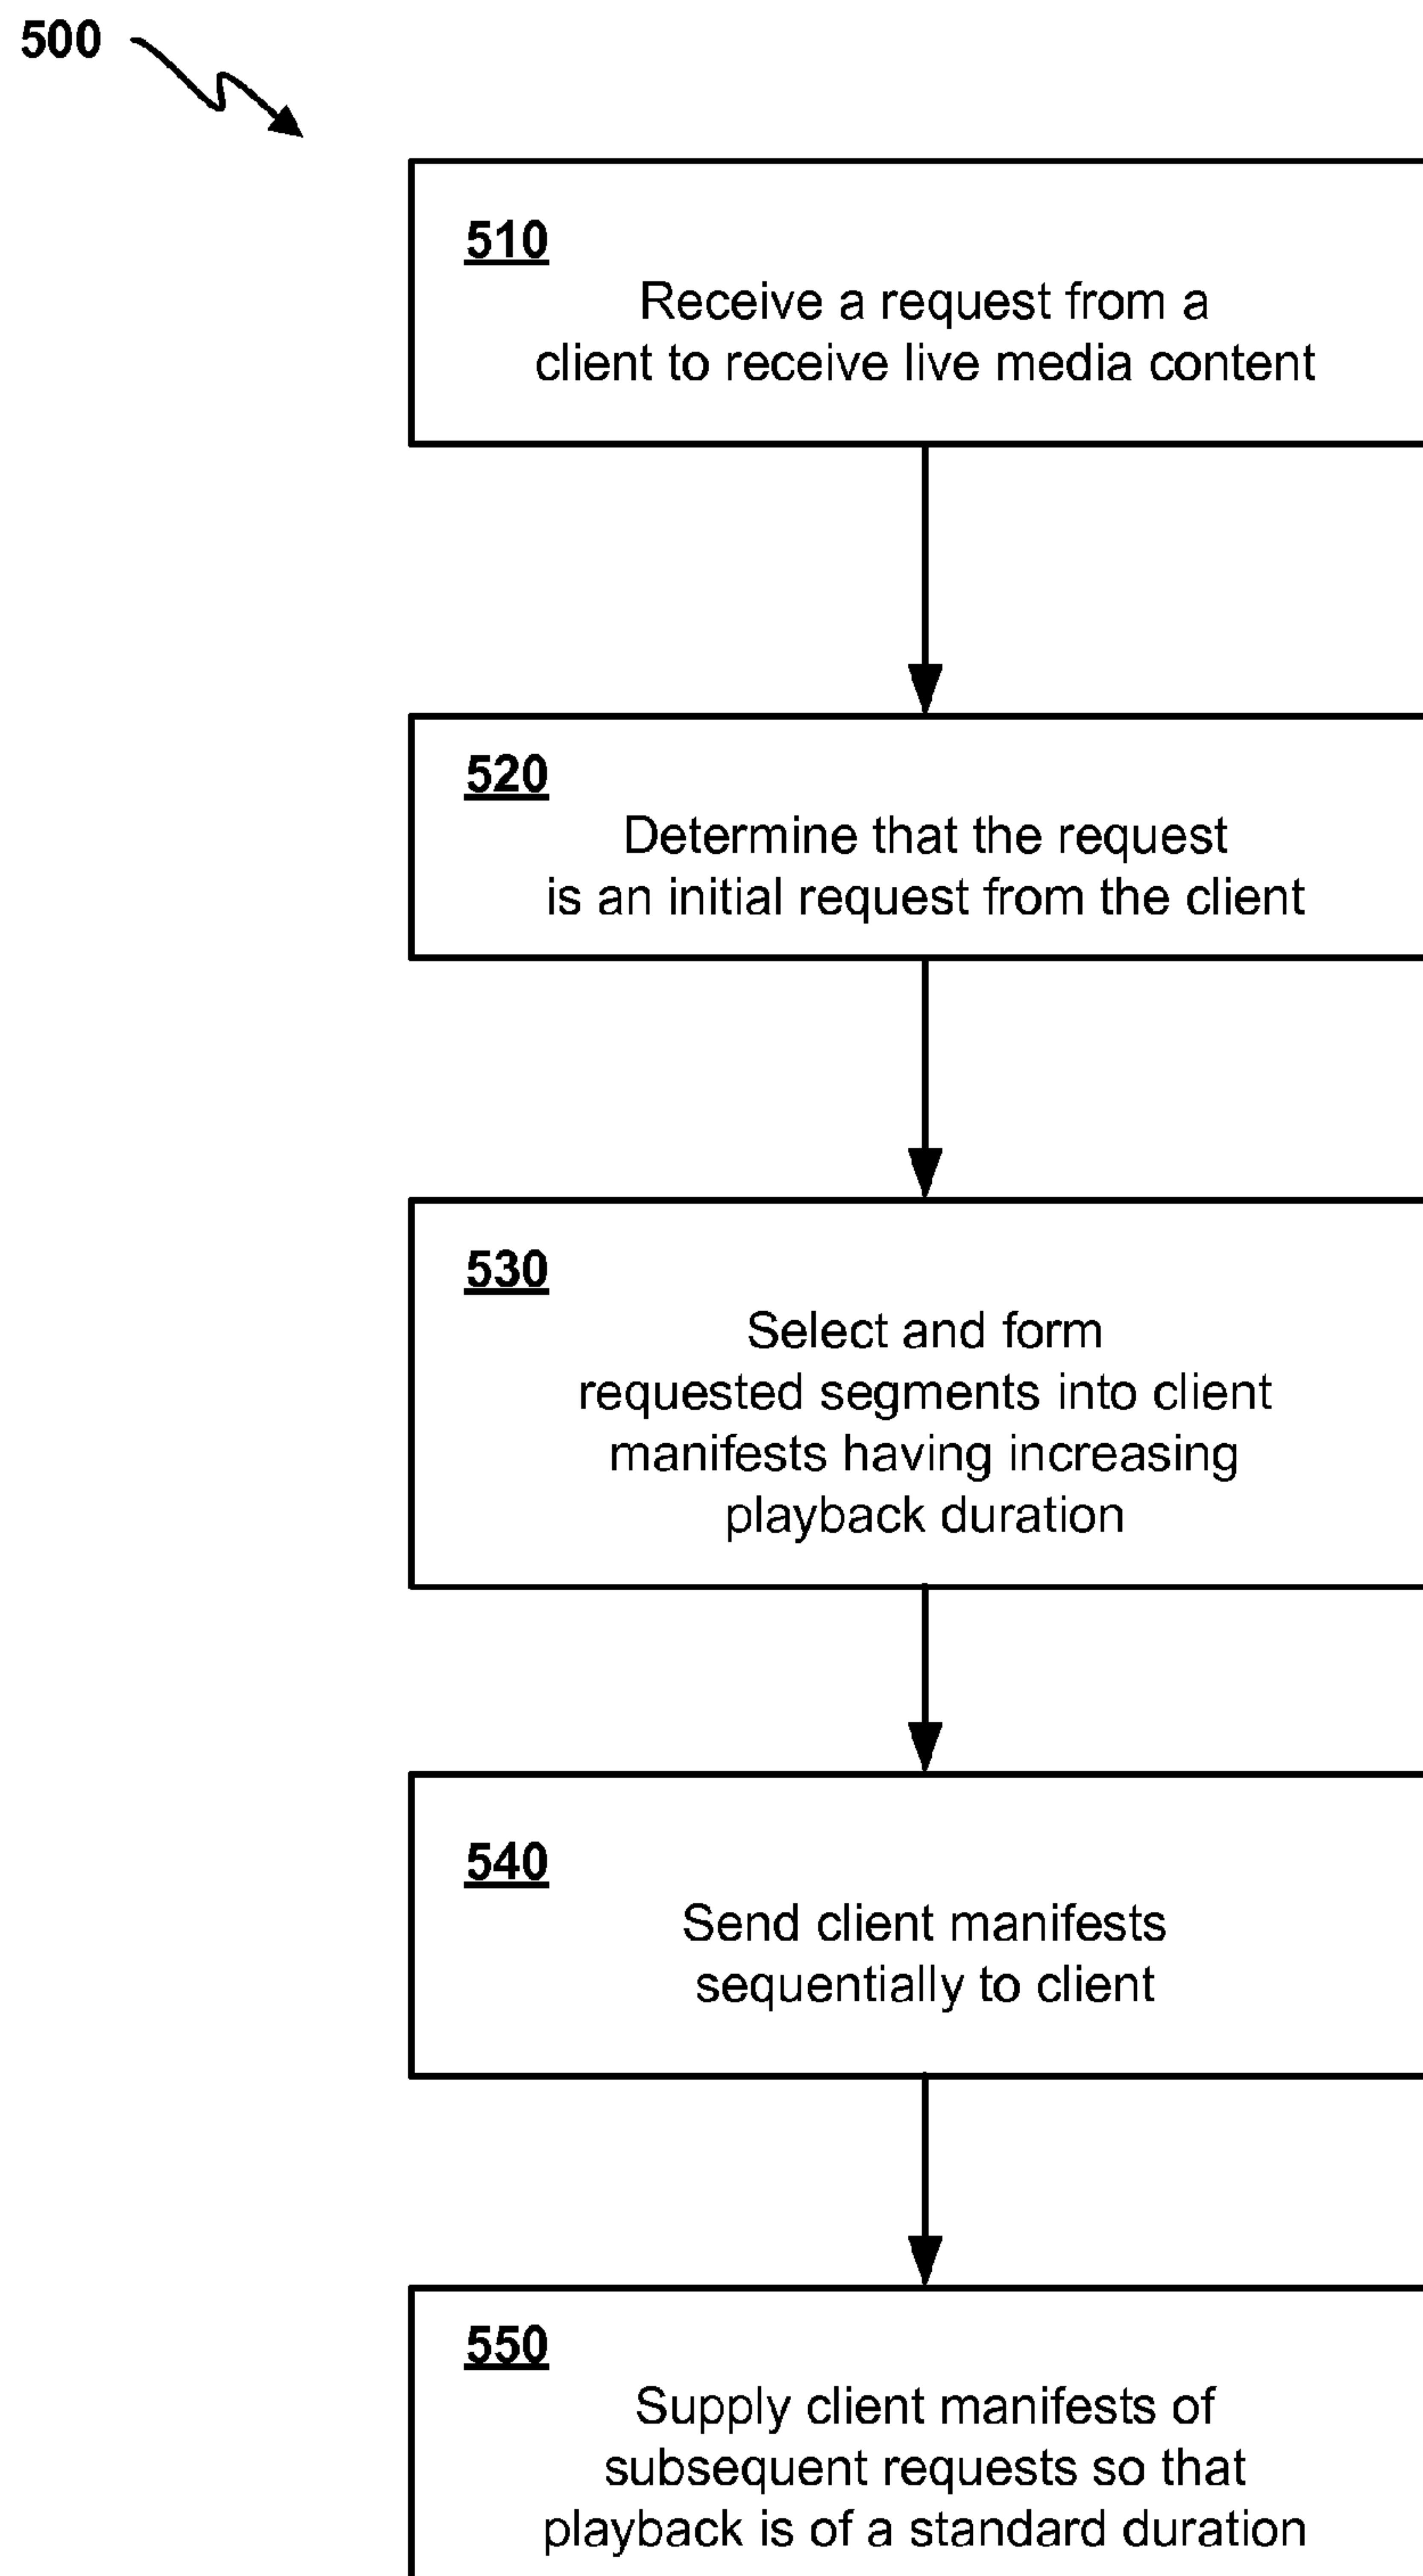 500
510
Receive a request from a
client to receive live media content
520
Determine that the request
is an initial request from the client
530
Select and form
requested segments into client
manifests having increasing
playback duration
540
Send client manifests
sequentially to client
550
Supply client manifests of
subsequent requests so that
playback is of a standard duration